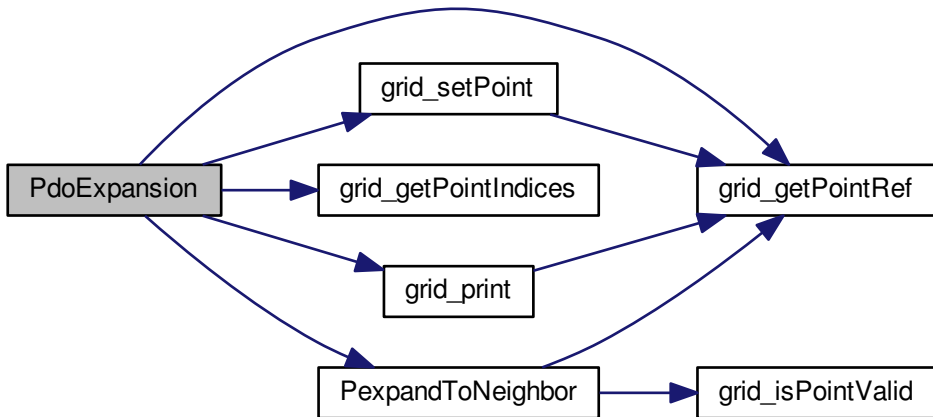 grid_setPoint
PdoExpansion
grid_getPointIndices
grid_getPointRef
grid_print
PexpandToNeighbor
grid_isPointValid